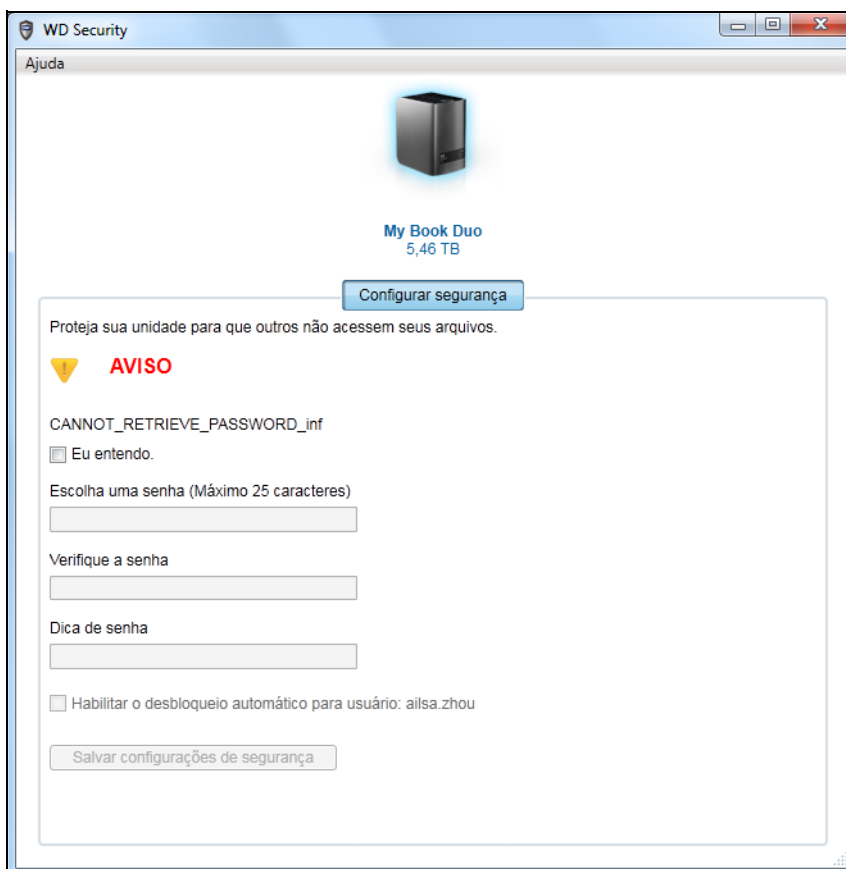 WD Security
Ajuda
My Book Duo
5,46 TB
Configurar segurança
Proteja sua unidade para que outros não acessem seus arquivos.
AVISO
CANNOT_RETRIEVE_PASSWORD_inf
Eu entendo.
Escolha uma senha (Máximo 25 caracteres)
Verifique a senha
Dica de senha
Habilitar o desbloqueio automático para usuário: ailsa.zhou
Salvar configurações de segurança